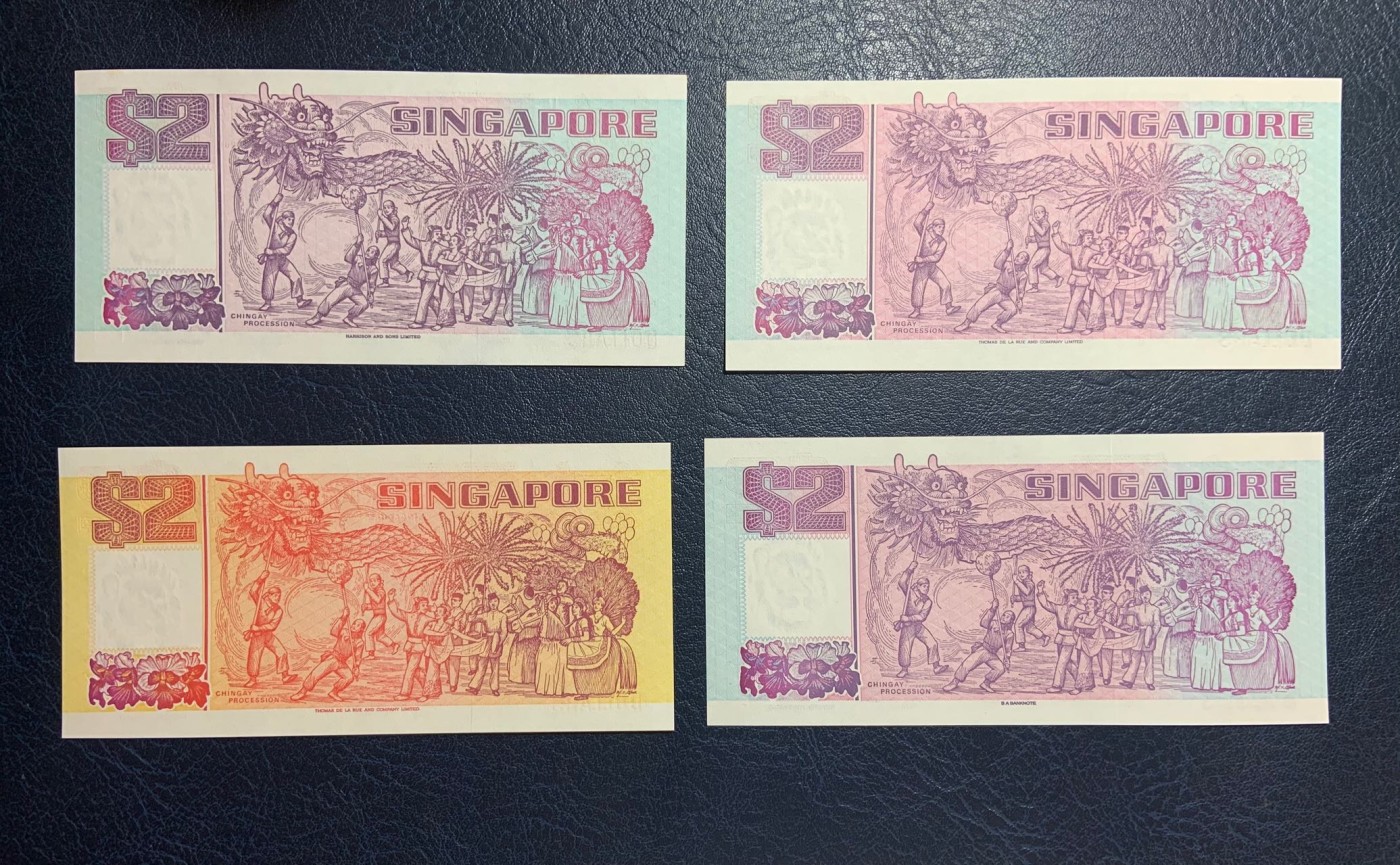 $2
SINGAPORE
CHINGAY
PROCESSION
HARRISON AND SONS LIMITED
$2
SINGAPORE
CHINGAY
PROCESSION
THOMAS DE LA RUE AND COMPANY LIMITED
$2
SINGAPORE
CHINGAY
PROCESSION
THOMAS DE LA RUE AND COMPANY LIMITED
$2
SINGAPORE
CHINGAY
PROCESSION
B A BANKNOTE